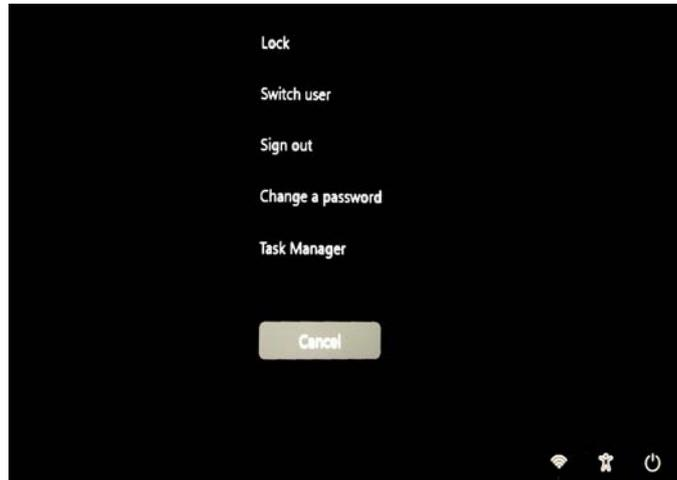 Lock
Switch user
Sign out
Change a password
Task Manager
Cancel